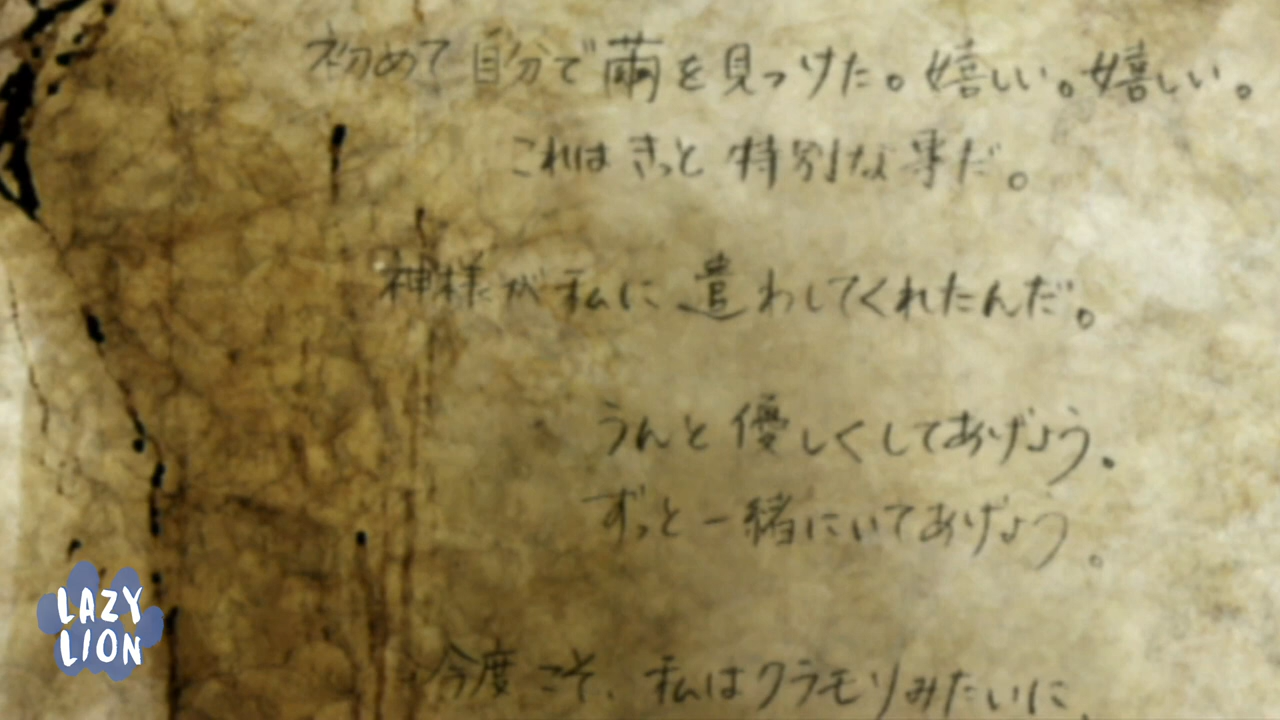 初めて自分で繭を見つけた。嬉しい。嬉しい。
これはきっと特別な事だ。
神様が私に遣わしてくれたんだ。
うんと優しくしてあげよう。
ずっと一緒にいてあげよう。
今度こそ、私はクラモリみたいに、
LAZY
LION